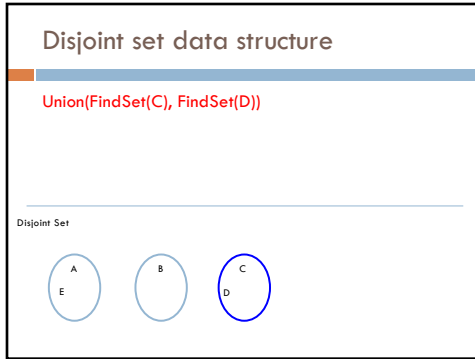 Disjoint set data structure
Union(FindSet(C), FindSet(D))
Disjoint Set
A B C
E D